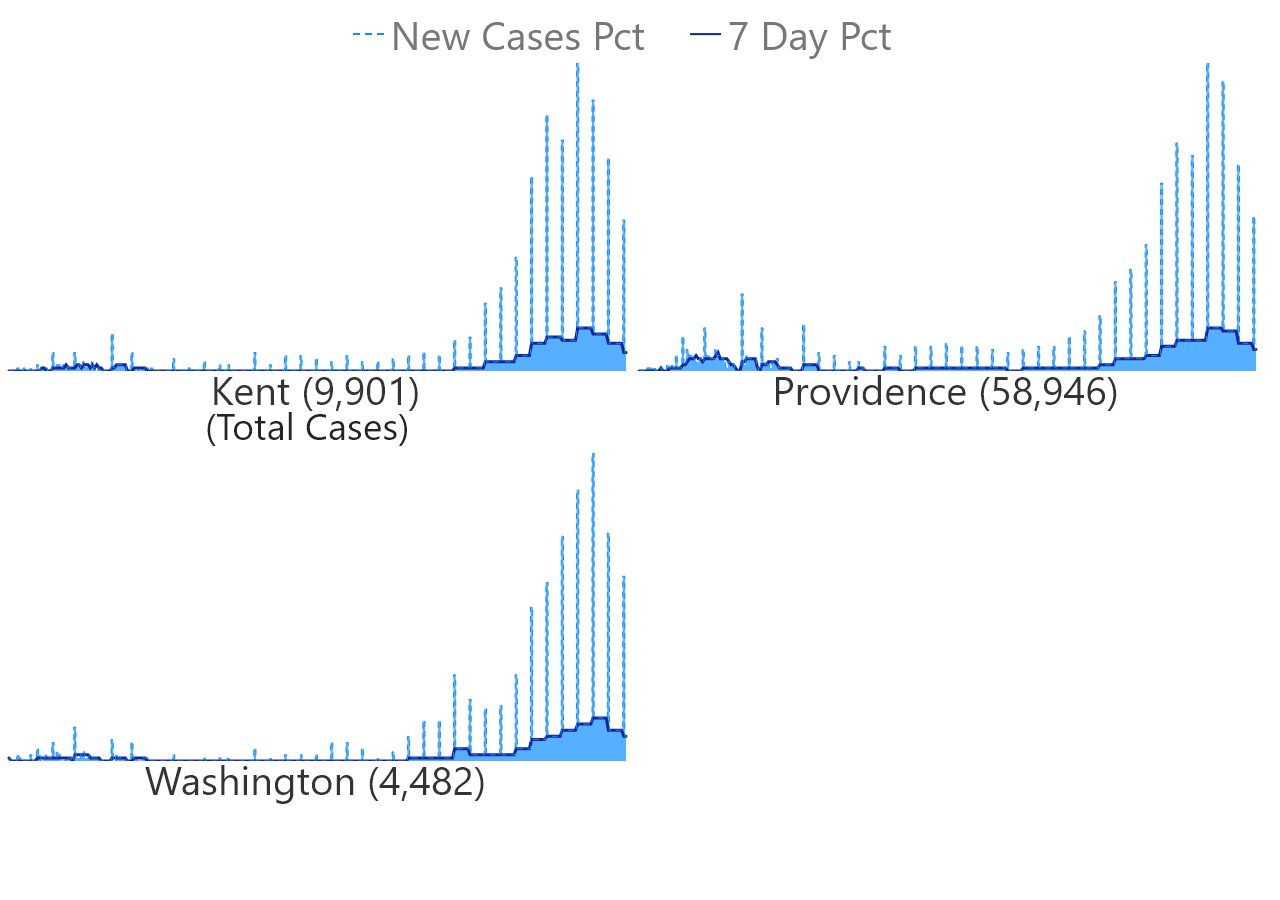 New Cases Pct 7 Day Pct
Kent (9,901)
(Total Cases)
Providence (58,946)
Washington (4,482)